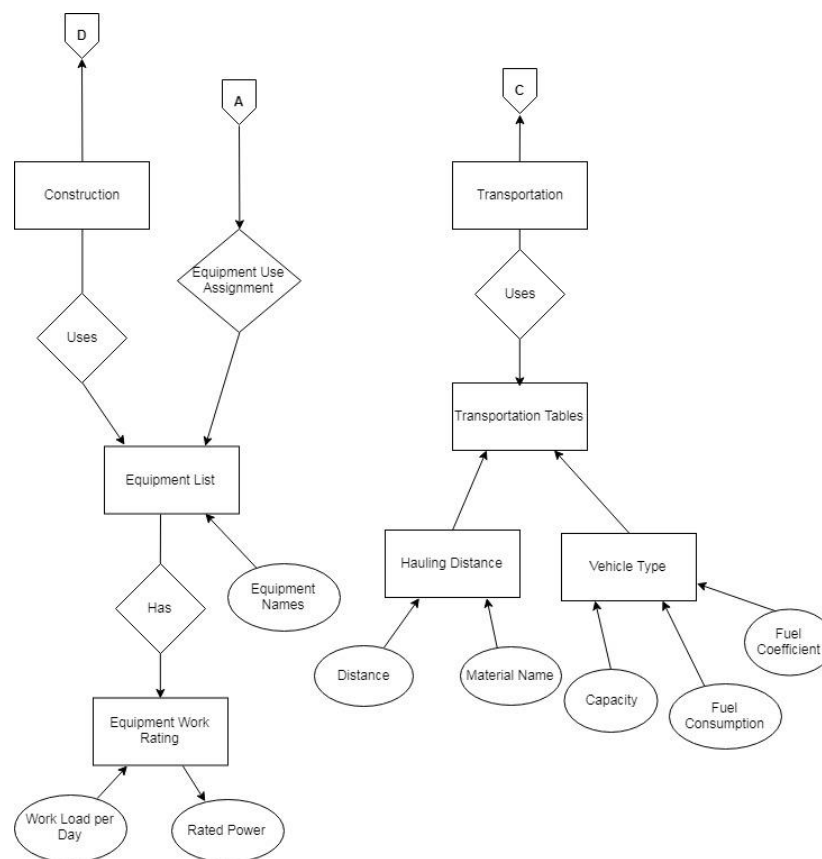 D
A
C
Construction
Transportation
Equipment Use
Assignment
Uses
Uses
Transportation Tables
Equipment List
Hauling Distance
Vehicle Type
Equipment
Names
Has
Fuel
Coefficient
Distance
Material Name
Capacity
Fuel
Consumption
Equipment Work
Rating
Work Load per
Day
Rated Power